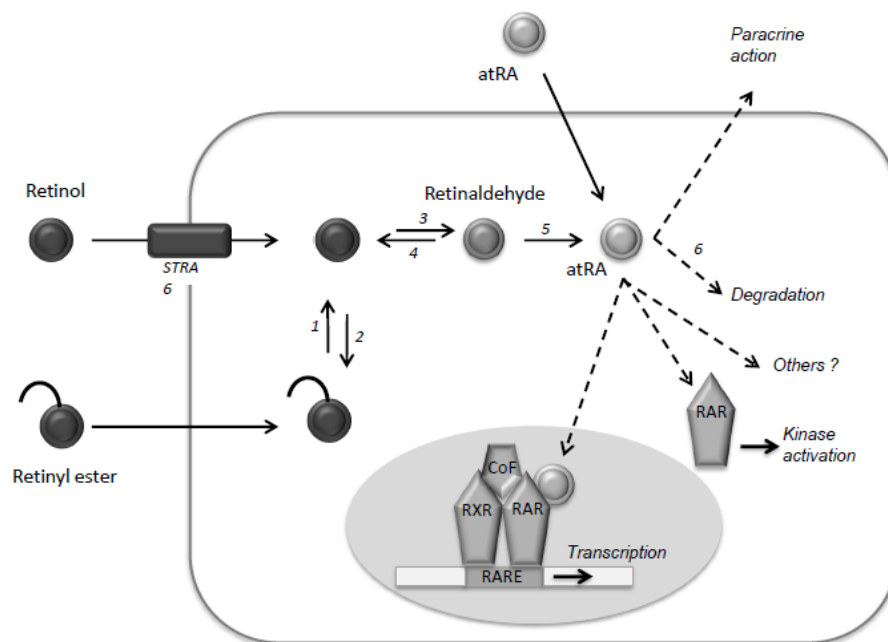 Paracrine
action
atRA
Retinol
Retinaldehyde
3
4
5
6
STRA
6
atRA
Degradation
1
2
Others ?
RAR
Kinase
activation
Retinyl ester
CoF
RXR
RAR
Transcription
RARE